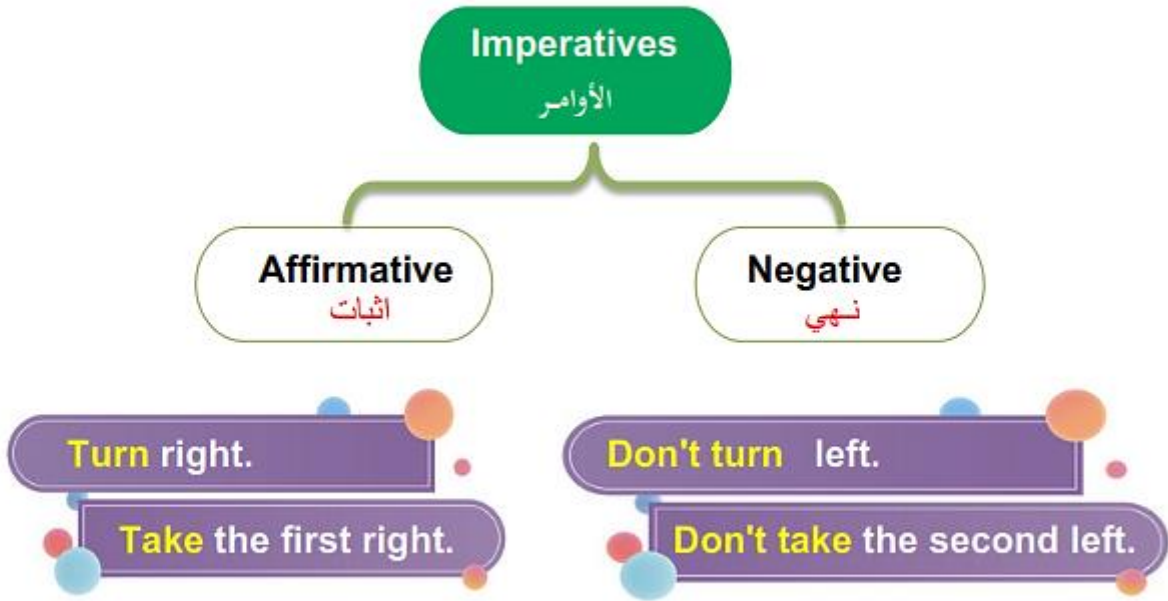 Imperatives
الأوامـر
Affirmative
اثبات
Negative
نـهي
Turn right.
Take the first right.
Don't turn left.
Don't take the second left.